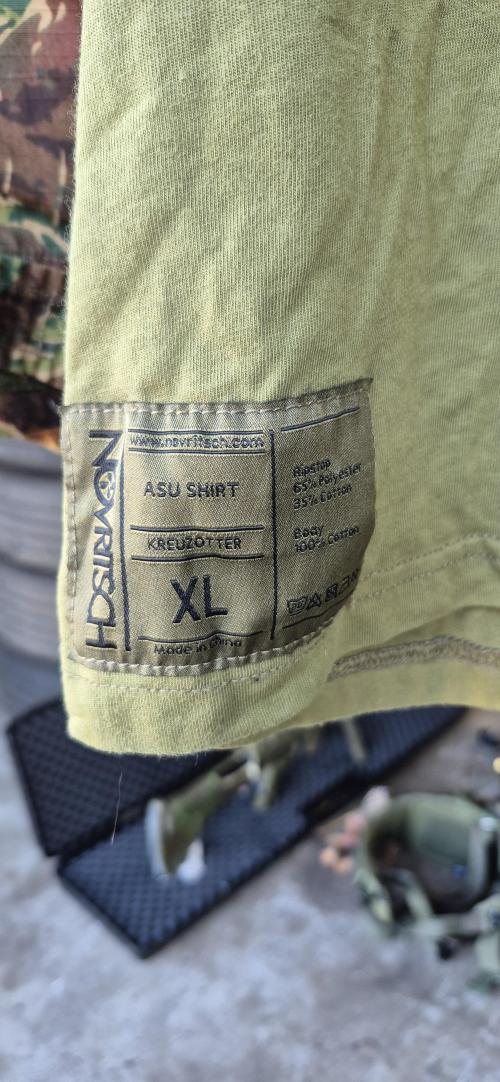 NOVRITSCH
www.novritsch.com
ASU SHIRT
KREUZOTTER
XL
Made in China
Ripstop
65% Polyester
35% Cotton
Body
100% Cotton